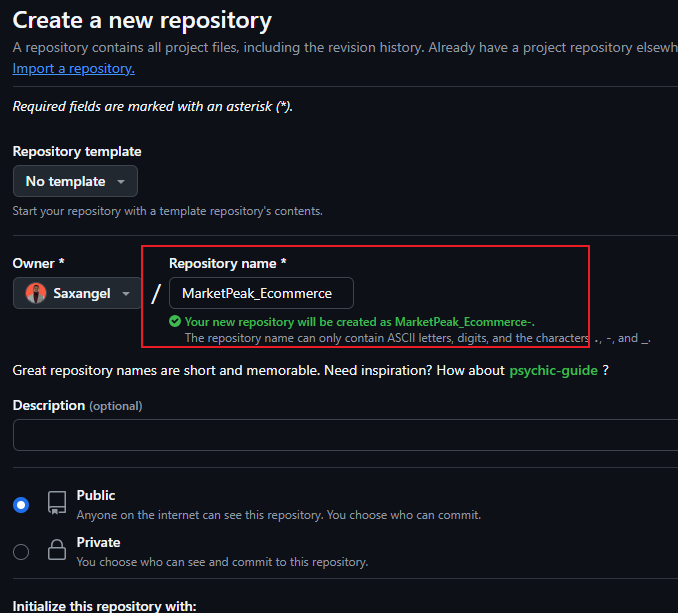 Create a new repository
A repository contains all project files, including the revision history. Already have a project repository elsewh
Import a repository.
Required fields are marked with an asterisk (*).
Repository template
No template
Start your repository with a template repository's contents.
Owner *
Repository name *
Saxangel
/
MarketPeak_Ecommerce
Your new repository will be created as MarketPeak_Ecommerce-.
The repository name can only contain ASCII letters, digits, and the characters ., -, and _.
Great repository names are short and memorable. Need inspiration? How about psychic-guide ?
Description (optional)
Public
Anyone on the internet can see this repository. You choose who can commit.
Private
You choose who can see and commit to this repository.
Initialize this repository with: